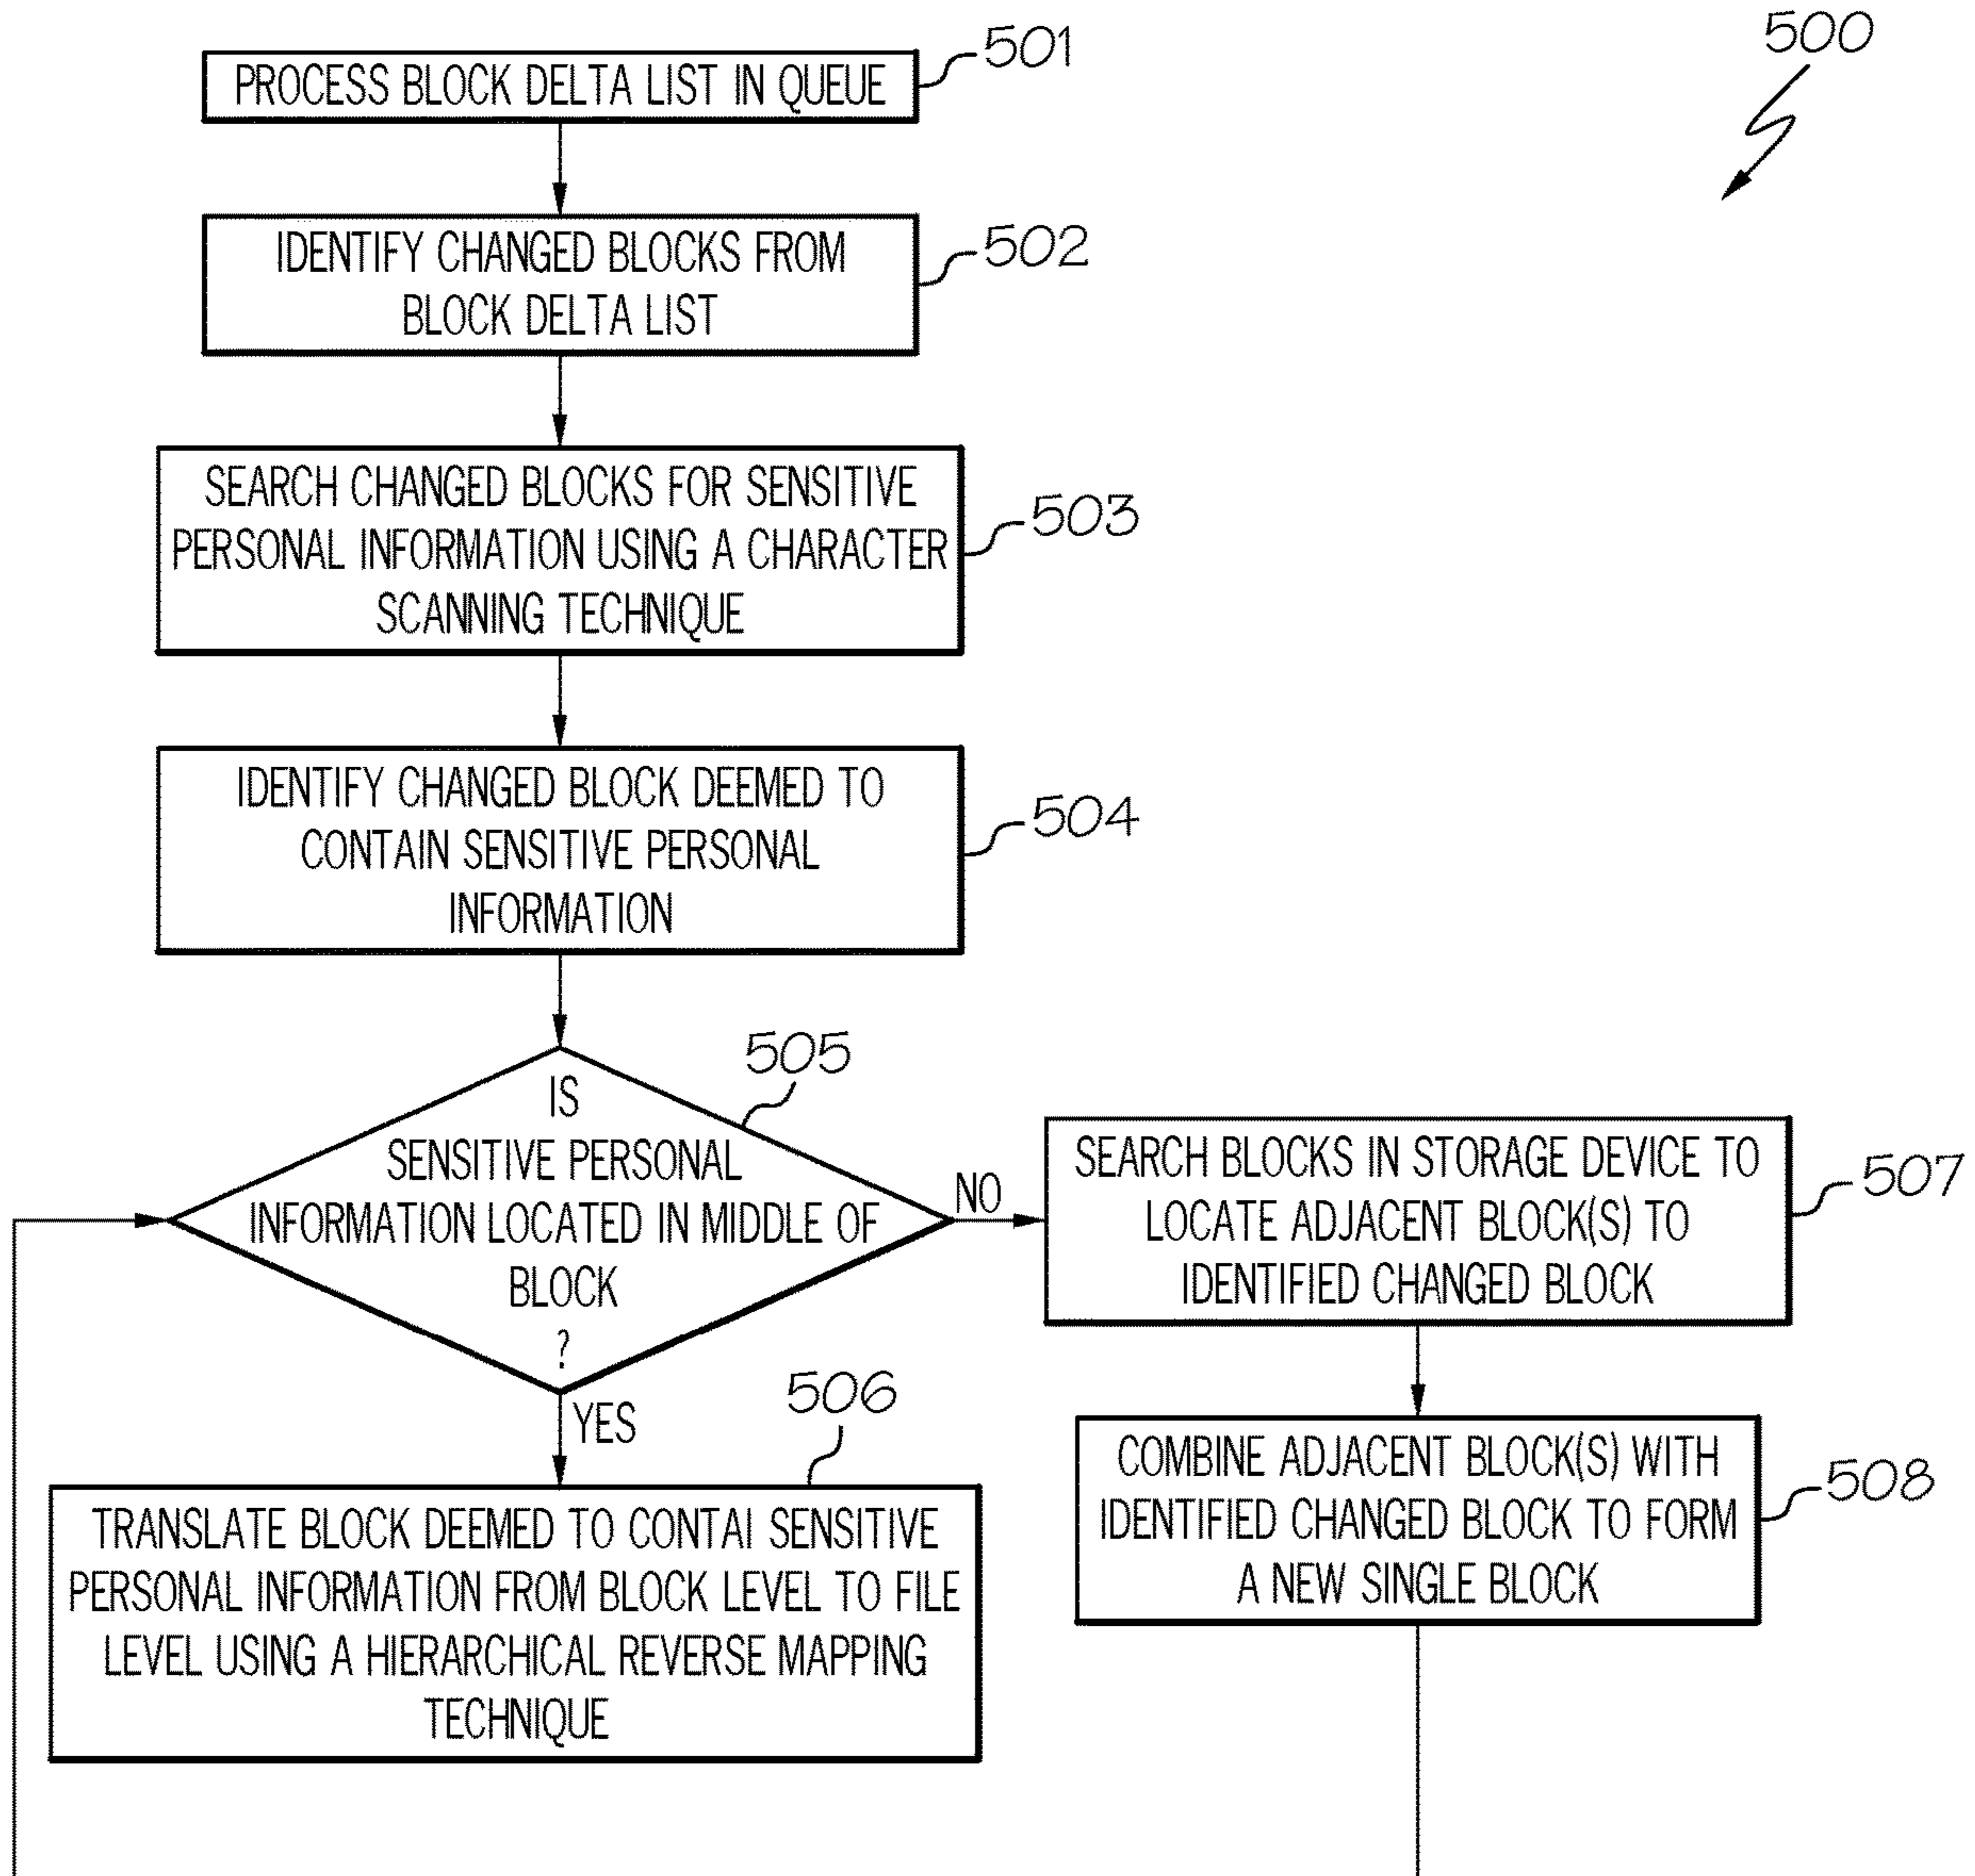 500
501
PROCESS BLOCK DELTA LIST IN QUEUE
502
IDENTIFY CHANGED BLOCKS FROM
BLOCK DELTA LIST
503
SEARCH CHANGED BLOCKS FOR SENSITIVE
PERSONAL INFORMATION USING A CHARACTER
SCANNING TECHNIQUE
504
IDENTIFY CHANGED BLOCK DEEMED TO
CONTAIN SENSITIVE PERSONAL
INFORMATION
505
IS
SENSITIVE PERSONAL
INFORMATION LOCATED IN MIDDLE OF
BLOCK
?
NO
YES
506
TRANSLATE BLOCK DEEMED TO CONTAI SENSITIVE
PERSONAL INFORMATION FROM BLOCK LEVEL TO FILE
LEVEL USING A HIERARCHICAL REVERSE MAPPING
TECHNIQUE
507
SEARCH BLOCKS IN STORAGE DEVICE TO
LOCATE ADJACENT BLOCK(S) TO
IDENTIFIED CHANGED BLOCK
508
COMBINE ADJACENT BLOCK(S) WITH
IDENTIFIED CHANGED BLOCK TO FORM
A NEW SINGLE BLOCK